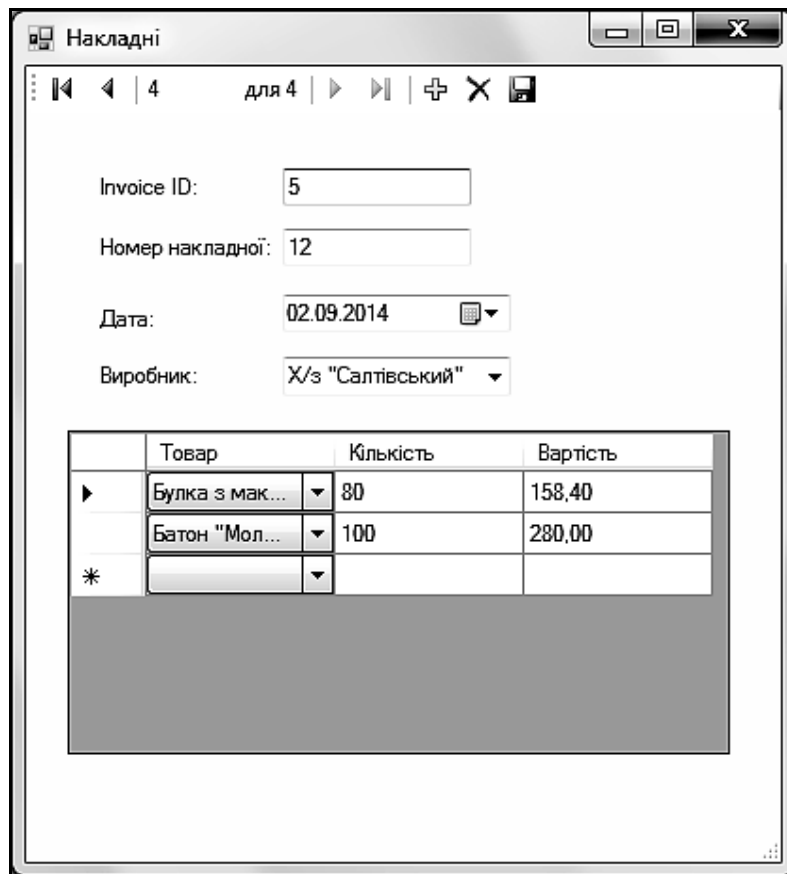 Накладні
4 для 4
Invoice ID: 5
Номер накладної: 12
Дата: 02.09.2014
Виробник: Х/з "Салтівський"
Товар Кількість Вартість
Булка з мак... 80 158,40
Батон "Мол... 100 280,00